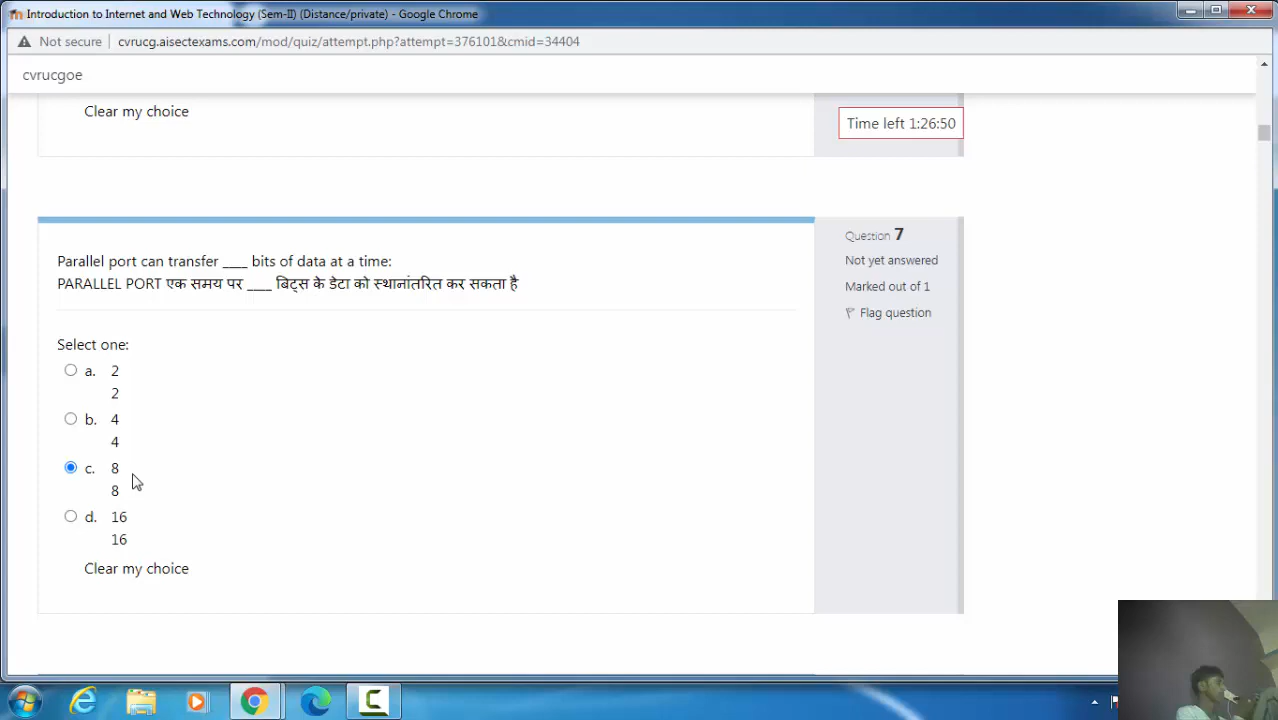 Introduction to Internet and Web Technology (Sem-II) (Distance/private) - Google Chrome
Not secure | cvrucg.aisectexams.com/mod/quiz/attempt.php?attempt=376101&cmid=34404
cvrucgoe
Clear my choice
Time left 1:26:50
Parallel port can transfer ____ bits of data at a time:
PARALLEL PORT एक समय पर ____ बिट्स के डेटा को स्थानांतरित कर सकता है
Question 7
Not yet answered
Marked out of 1
Flag question
Select one:
a. 2
2
b. 4
4
c. 8
8
d. 16
16
Clear my choice